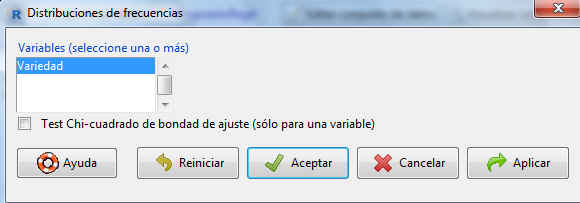 Distribuciones de frecuencias
Variables (seleccione una o más)
Variedad
Test Chi-cuadrado de bondad de ajuste (sólo para una variable)
Ayuda
Reiniciar
Aceptar
Cancelar
Aplicar